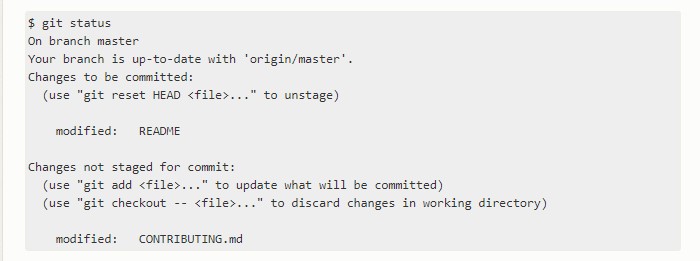 $ git status
On branch master
Your branch is up-to-date with 'origin/master'.
Changes to be committed:
  (use "git reset HEAD <file>..." to unstage)

    modified:   README

Changes not staged for commit:
  (use "git add <file>..." to update what will be committed)
  (use "git checkout -- <file>..." to discard changes in working directory)

    modified:   CONTRIBUTING.md